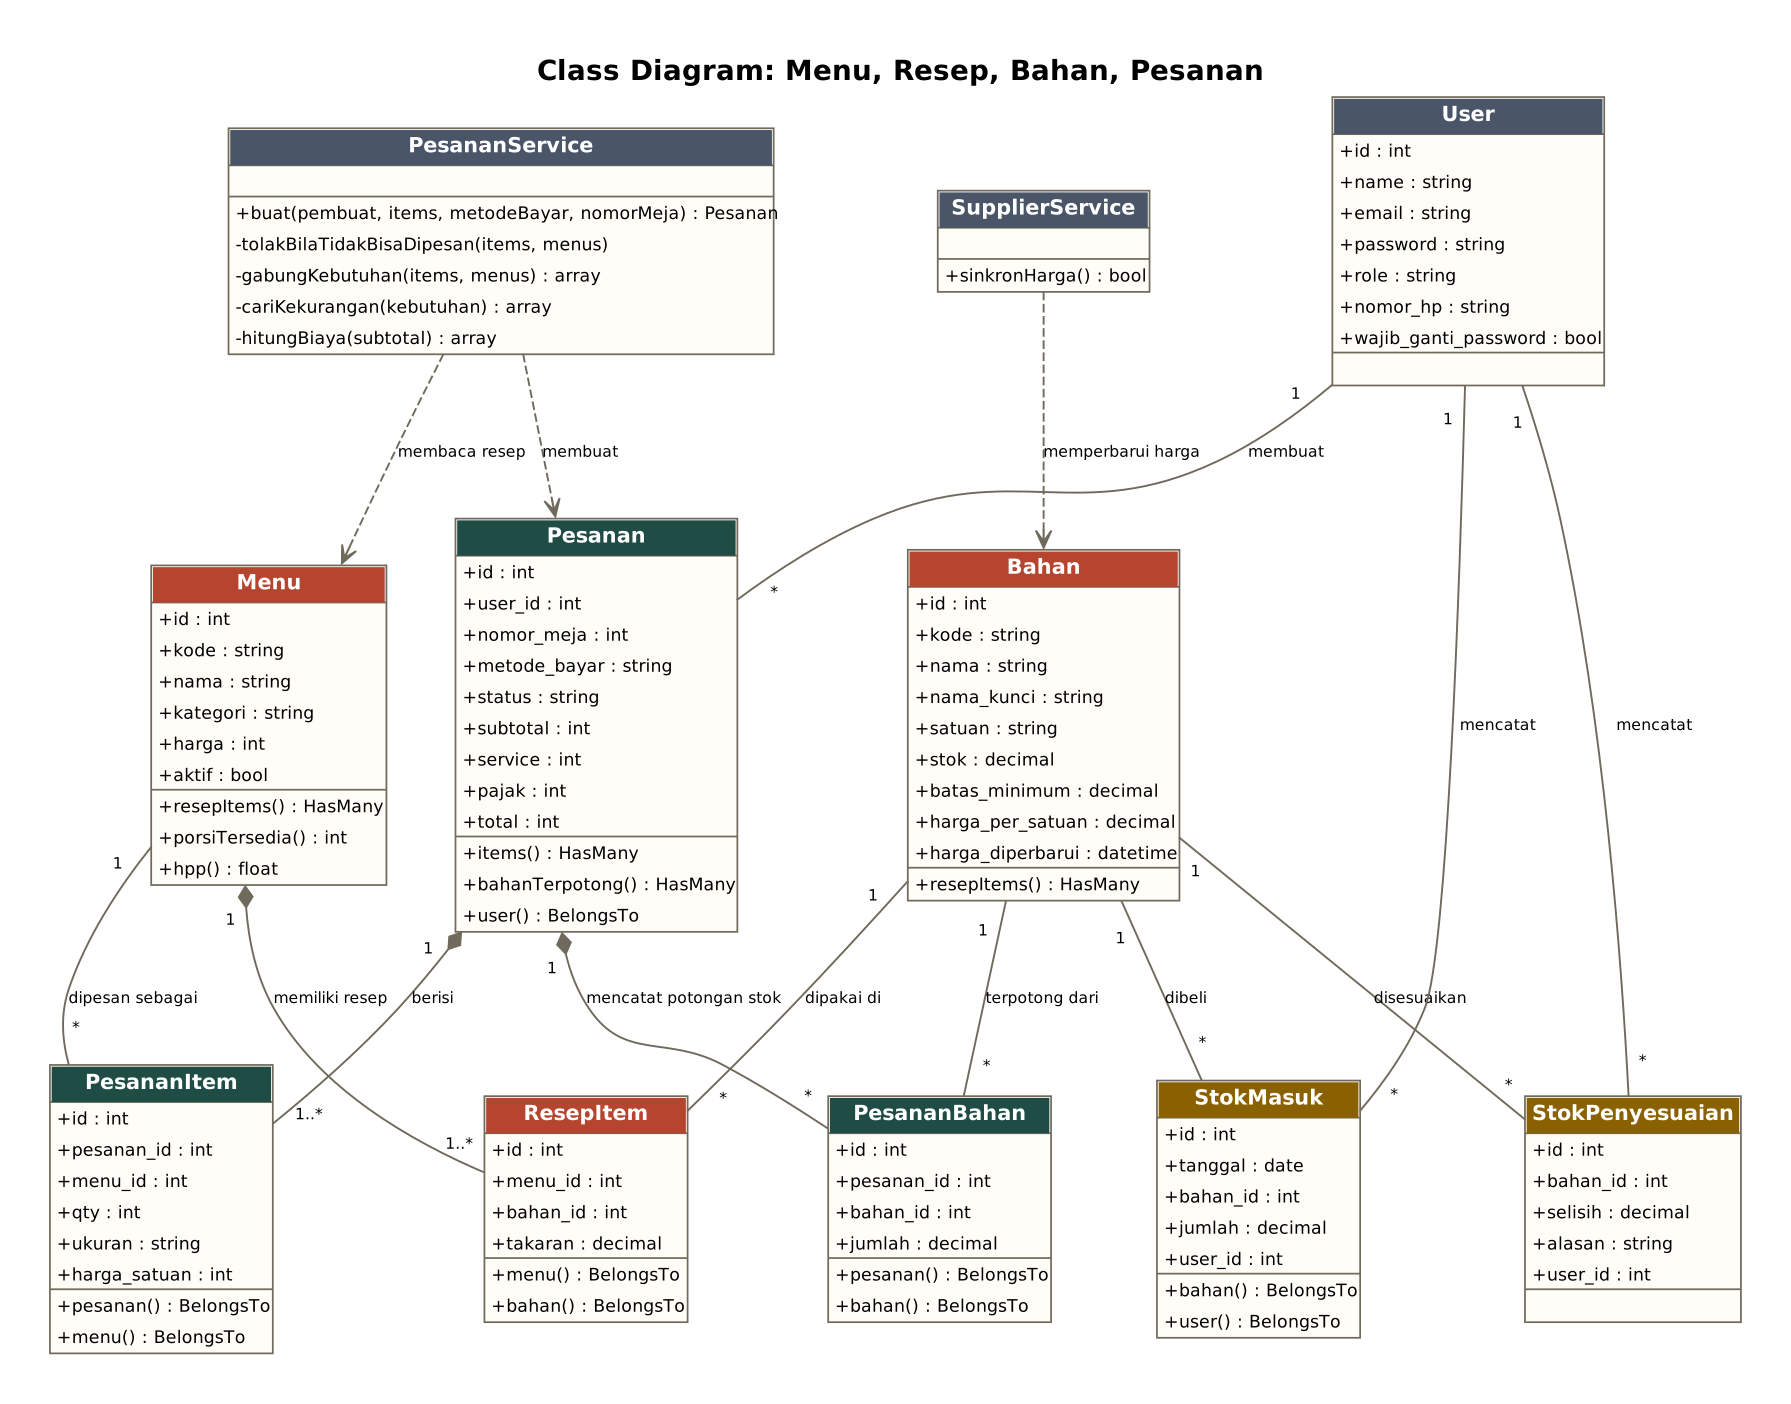 Class Diagram: Menu, Resep, Bahan, Pesanan
PesananService
+buat(pembuat, items, metodeBayar, nomorMeja) : Pesanan
-tolakBilaTidakBisaDipesan(items, menus)
-gabungKebutuhan(items, menus) : array
-cariKekurangan(kebutuhan) : array
-hitungBiaya(subtotal) : array
SupplierService
+sinkronHarga() : bool
User
+id : int
+name : string
+email : string
+password : string
+role : string
+nomor_hp : string
+wajib_ganti_password : bool
1
1
1
membaca resep
membuat
memperbarui harga
membuat
*
Menu
+id : int
+kode : string
+nama : string
+kategori : string
+harga : int
+aktif : bool
+resepItems() : HasMany
+porsiTersedia() : int
+hpp() : float
Pesanan
+id : int
+user_id : int
+nomor_meja : int
+metode_bayar : string
+status : string
+subtotal : int
+service : int
+pajak : int
+total : int
+items() : HasMany
+bahanTerpotong() : HasMany
+user() : BelongsTo
Bahan
+id : int
+kode : string
+nama : string
+nama_kunci : string
+satuan : string
+stok : decimal
+batas_minimum : decimal
+harga_per_satuan : decimal
+harga_diperbarui : datetime
+resepItems() : HasMany
mencatat
mencatat
1
1
1
1
1
1
1
1
dipesan sebagai
memiliki resep
berisi
mencatat potongan stok
dipakai di
terpotong dari
dibeli
disesuaikan
*
1..*
1..*
*
*
*
*
*
*
*
PesananItem
+id : int
+pesanan_id : int
+menu_id : int
+qty : int
+ukuran : string
+harga_satuan : int
+pesanan() : BelongsTo
+menu() : BelongsTo
ResepItem
+id : int
+menu_id : int
+bahan_id : int
+takaran : decimal
+menu() : BelongsTo
+bahan() : BelongsTo
PesananBahan
+id : int
+pesanan_id : int
+bahan_id : int
+jumlah : decimal
+pesanan() : BelongsTo
+bahan() : BelongsTo
StokMasuk
+id : int
+tanggal : date
+bahan_id : int
+jumlah : decimal
+user_id : int
+bahan() : BelongsTo
+user() : BelongsTo
StokPenyesuaian
+id : int
+bahan_id : int
+selisih : decimal
+alasan : string
+user_id : int